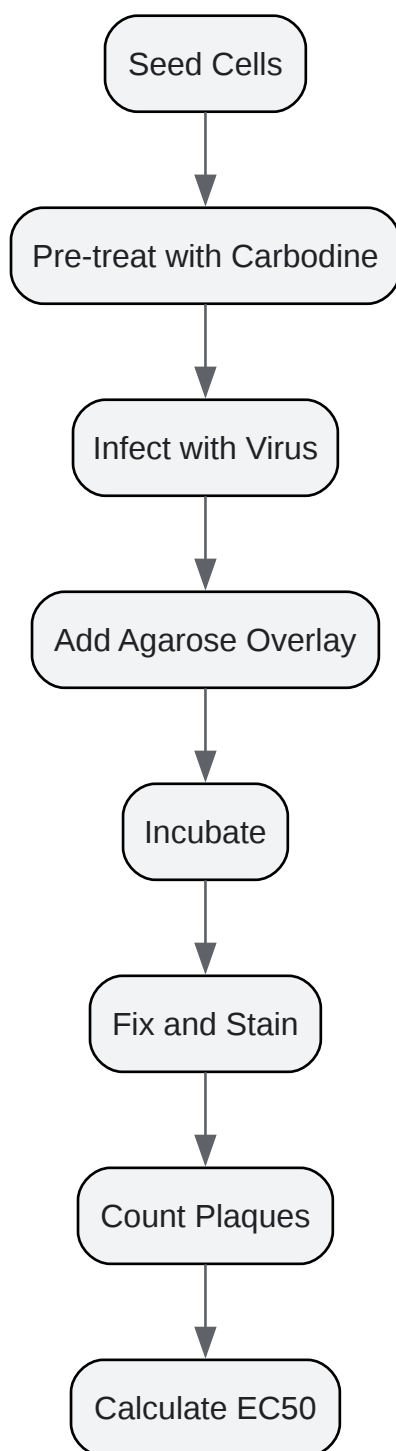 Seed Cells
Pre-treat with Carbodine
Infect with Virus
Add Agarose Overlay
Incubate
Fix and Stain
Count Plaques
Calculate EC50